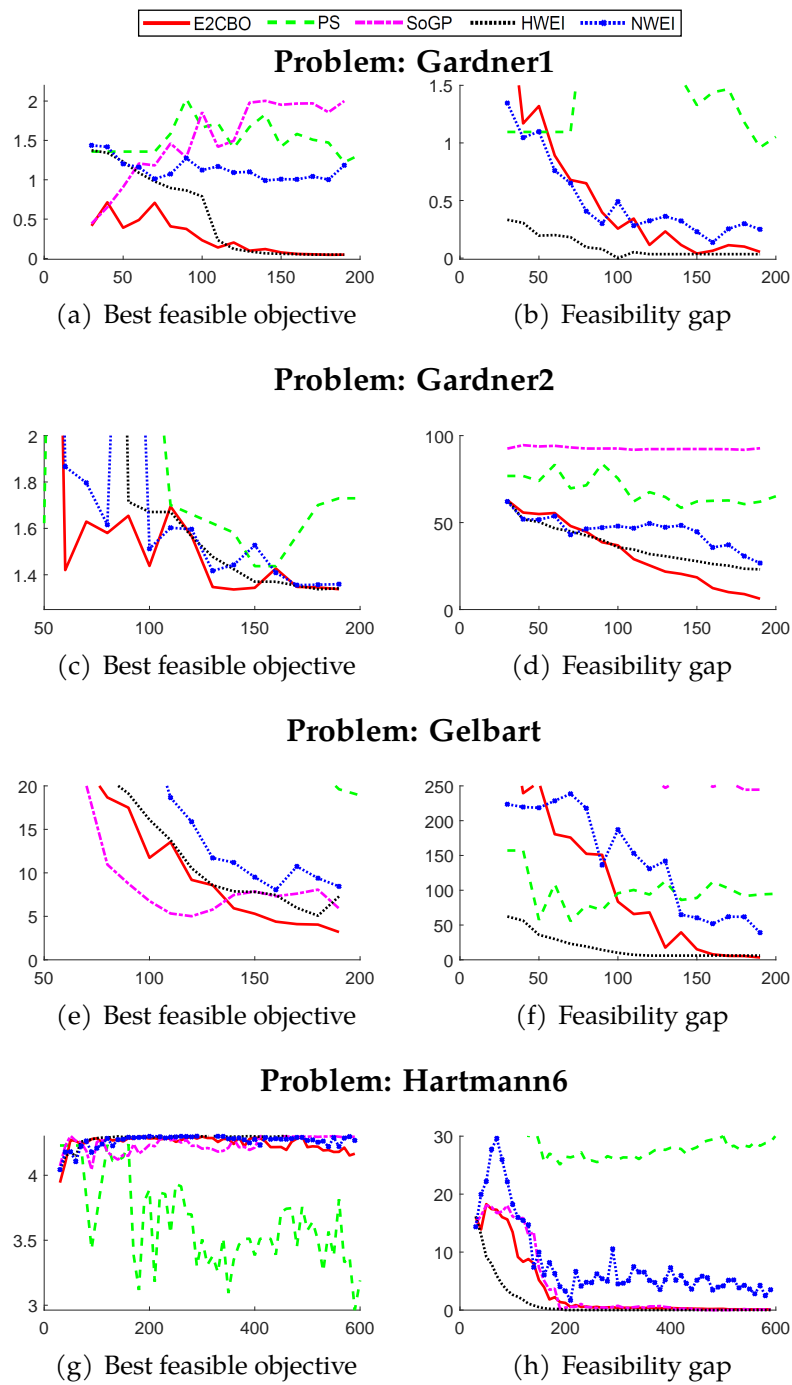 E2CBO PS SoGP HWEI NWEI
Problem: Gardner1
2
1.5
1
0.5
0
0 50 100 150 200
(a) Best feasible objective
1.5
1
0.5
0
0 50 100 150 200
(b) Feasibility gap
Problem: Gardner2
2
1.8
1.6
1.4
50 100 150 200
(c) Best feasible objective
100
50
0
0 50 100 150 200
(d) Feasibility gap
Problem: Gelbart
20
15
10
5
0
50 100 150 200
(e) Best feasible objective
250
200
150
100
50
0
0 50 100 150 200
(f) Feasibility gap
Problem: Hartmann6
4
3.5
3
0 200 400 600
(g) Best feasible objective
30
20
10
0
0 200 400 600
(h) Feasibility gap